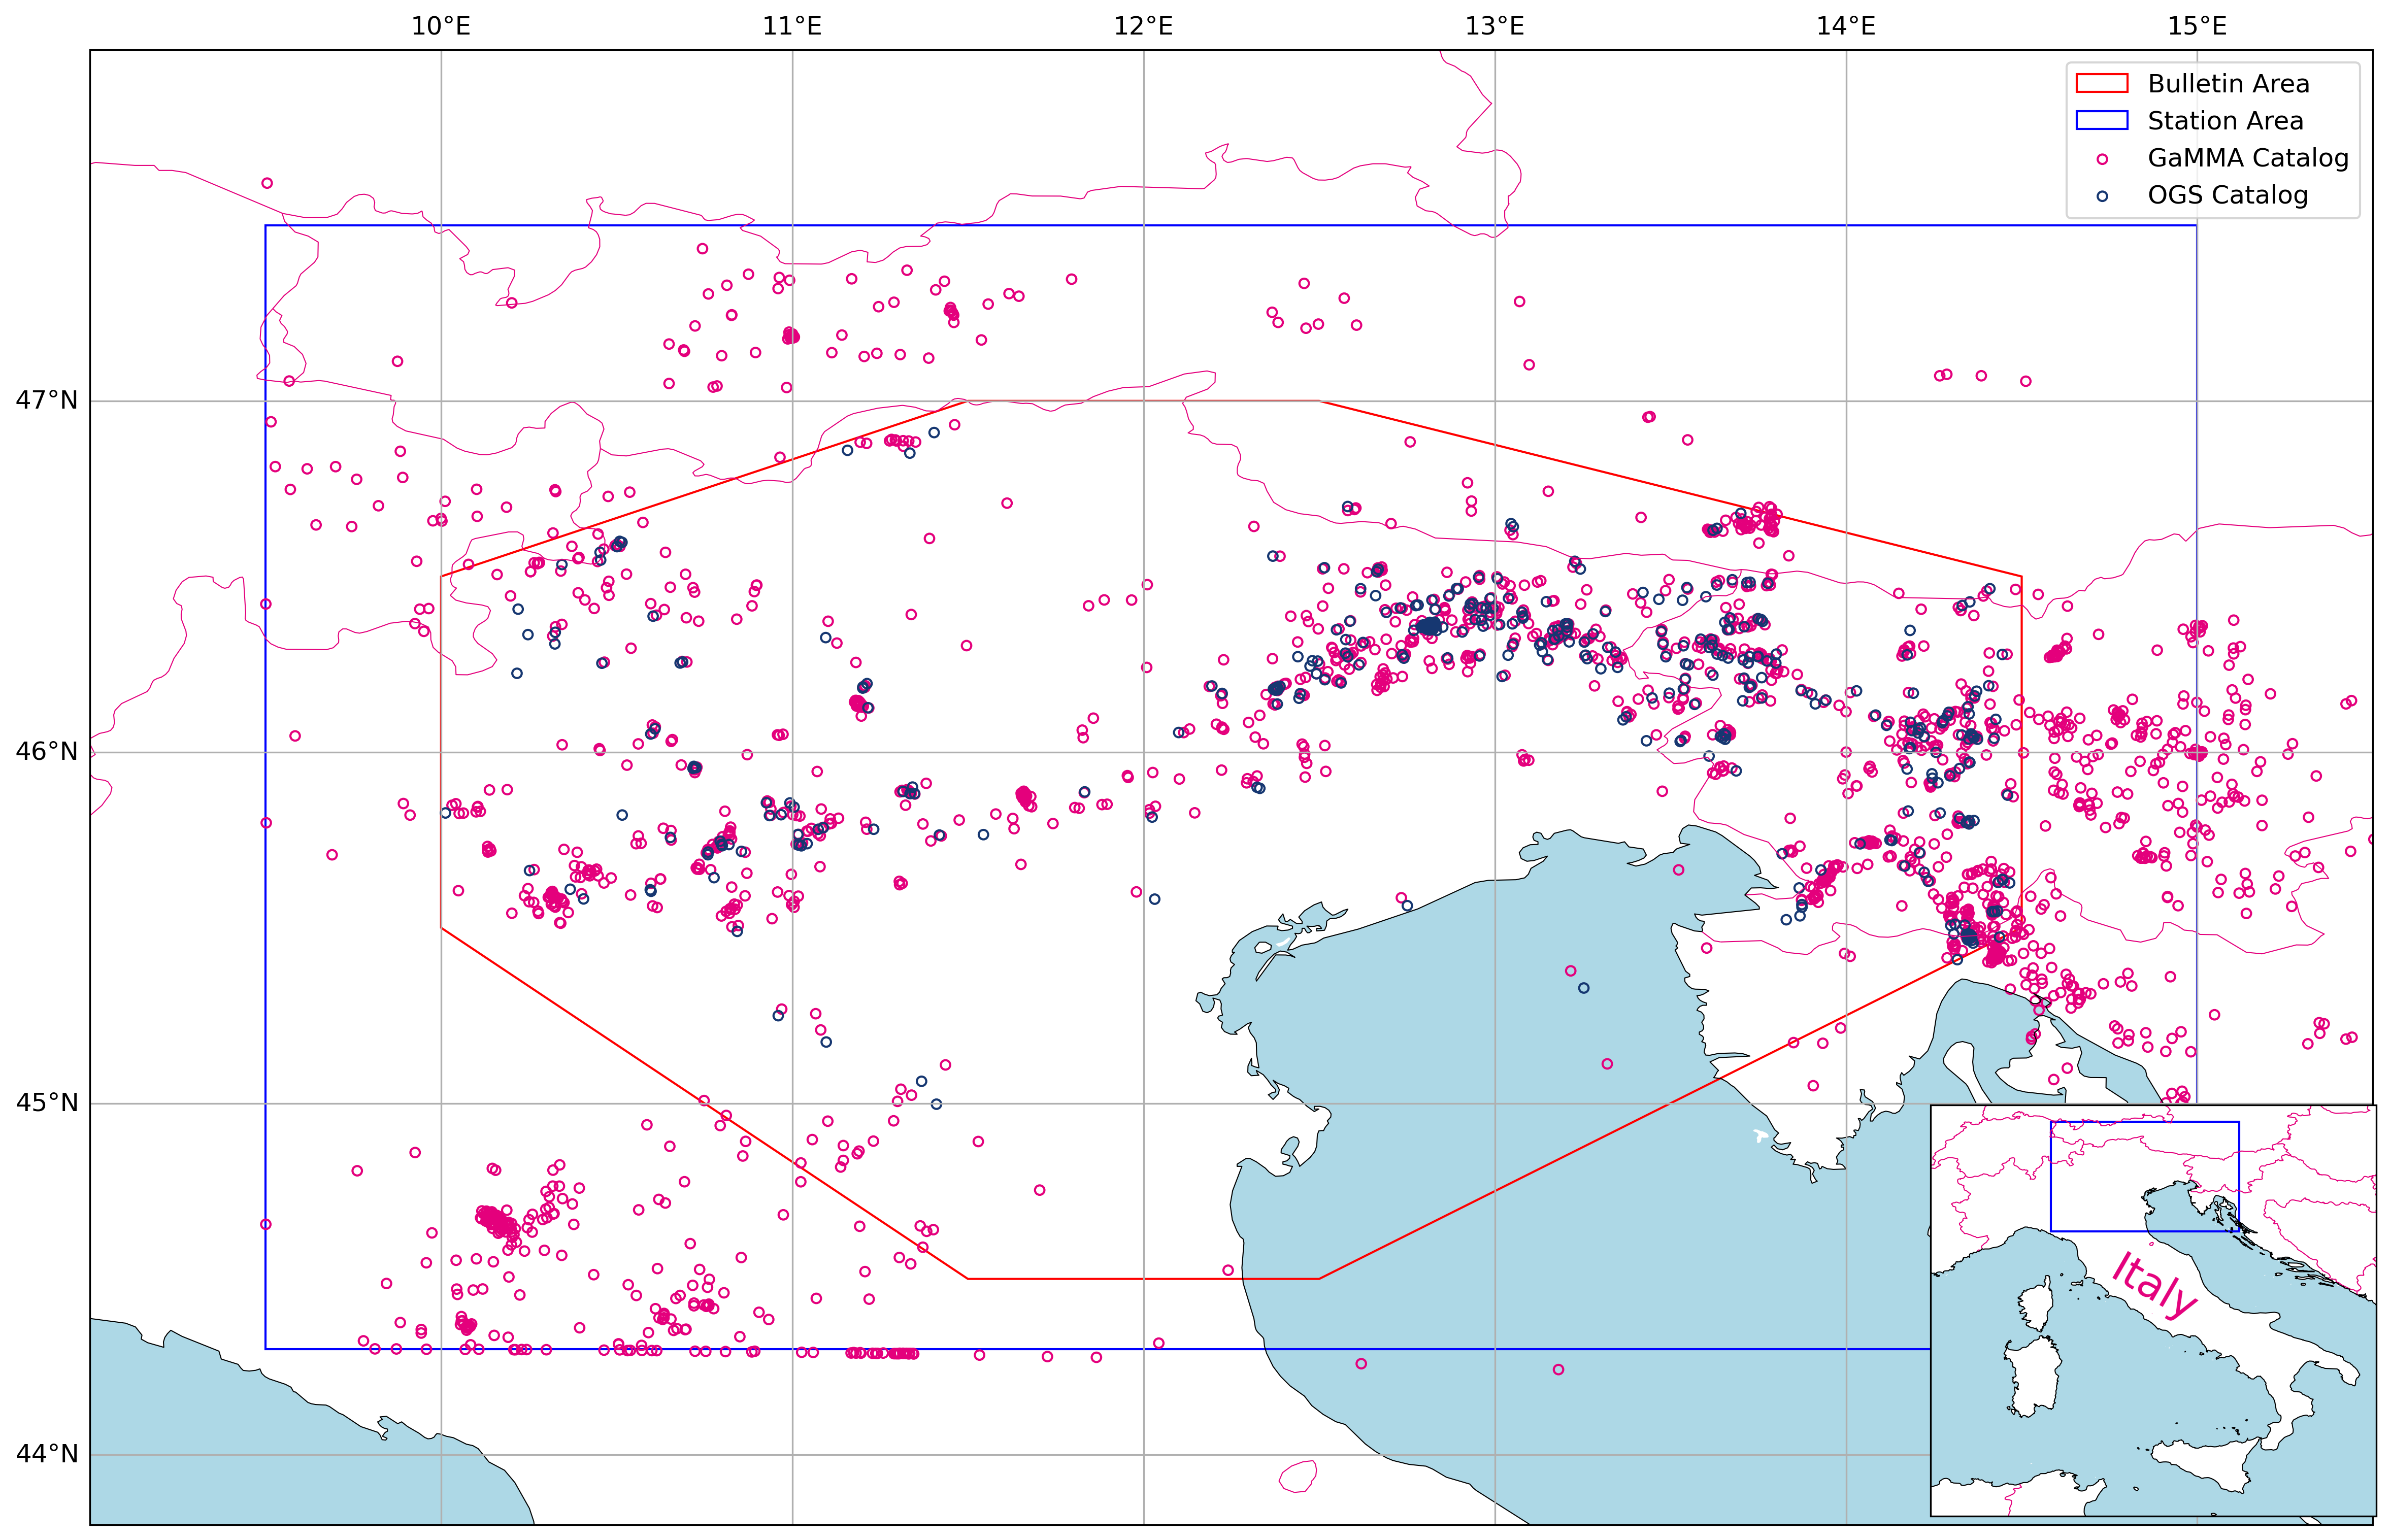 10°E 11°E 12°E 13°E 14°E 15°E
Bulletin Area
Station Area
GaMMA Catalog
OGS Catalog
47°N
46°N
45°N
44°N
Italy